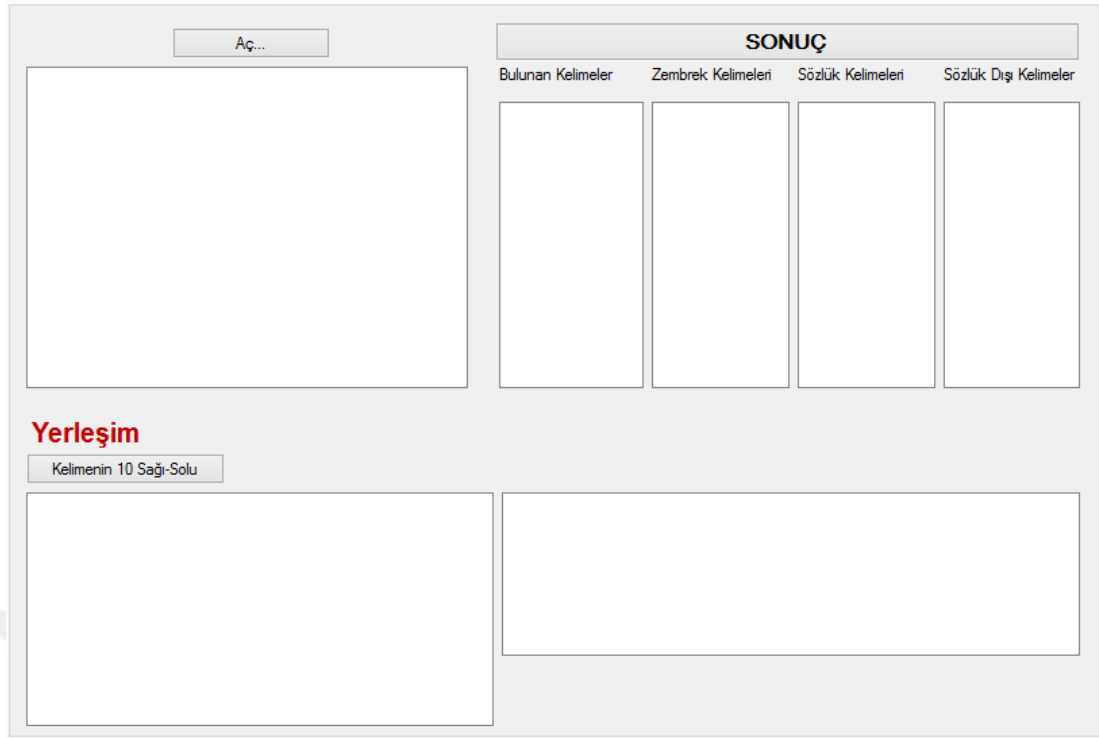 Aç...
SONUÇ
Bulunan Kelimeler Zembrek Kelimeleri Sözlük Kelimeleri Sözlük Dışı Kelimeler
Yerleşim
Kelimenin 10 Sağı-Solu